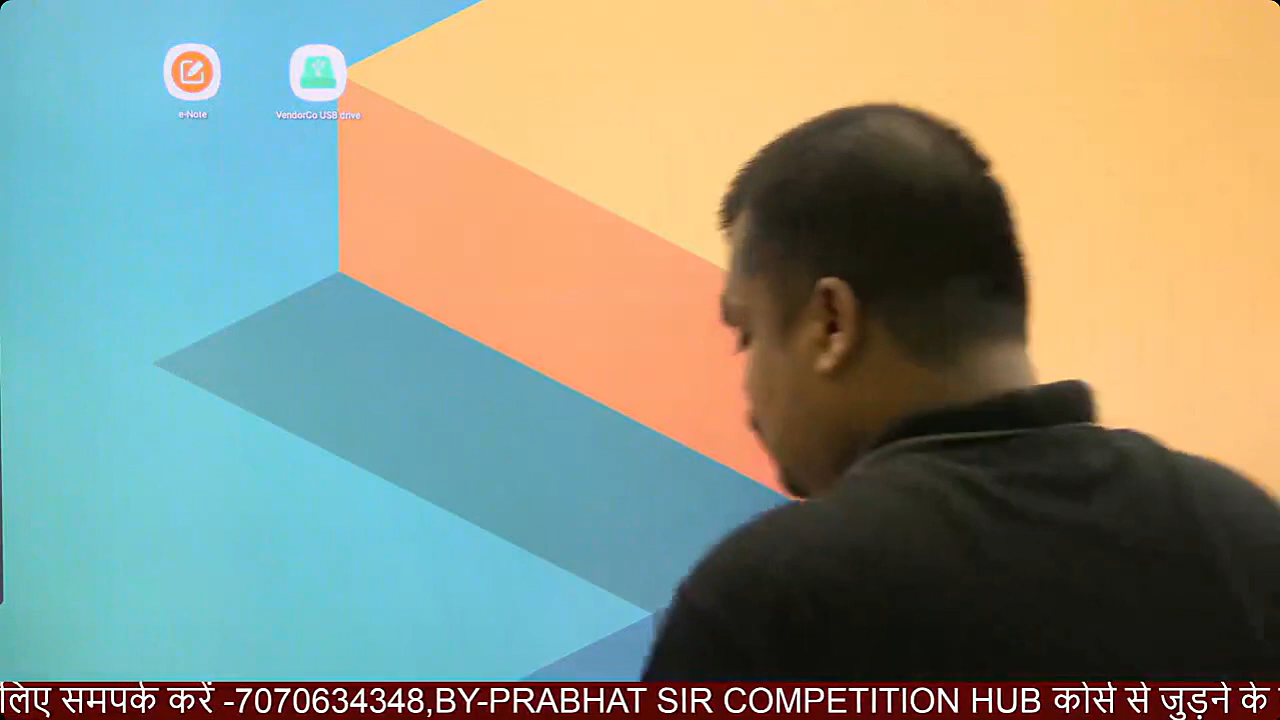 e-Note
VendorCo USB drive
लिए समपर्क करें -7070634348,BY-PRABHAT SIR COMPETITION HUB कोर्स से जुड़ने के